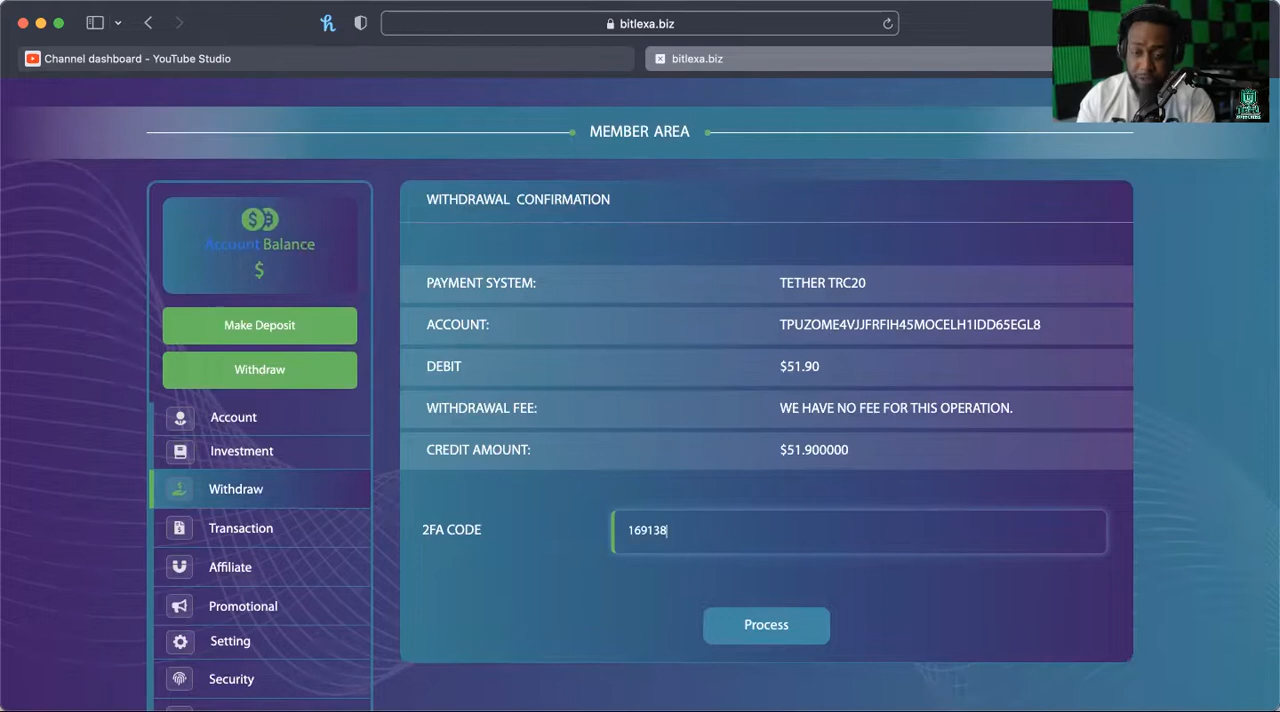 bitlexa.biz
Channel dashboard - YouTube Studio
bitlexa.biz
MEMBER AREA
Account Balance
$
Make Deposit
Withdraw
Account
Investment
Withdraw
Transaction
Affiliate
Promotional
Setting
Security
WITHDRAWAL CONFIRMATION
PAYMENT SYSTEM: TETHER TRC20
ACCOUNT: TPUZOME4VJJFRFIH45MOCELH1IDD65EGL8
DEBIT $51.90
WITHDRAWAL FEE: WE HAVE NO FEE FOR THIS OPERATION.
CREDIT AMOUNT: $51.900000
2FA CODE 169138
Process